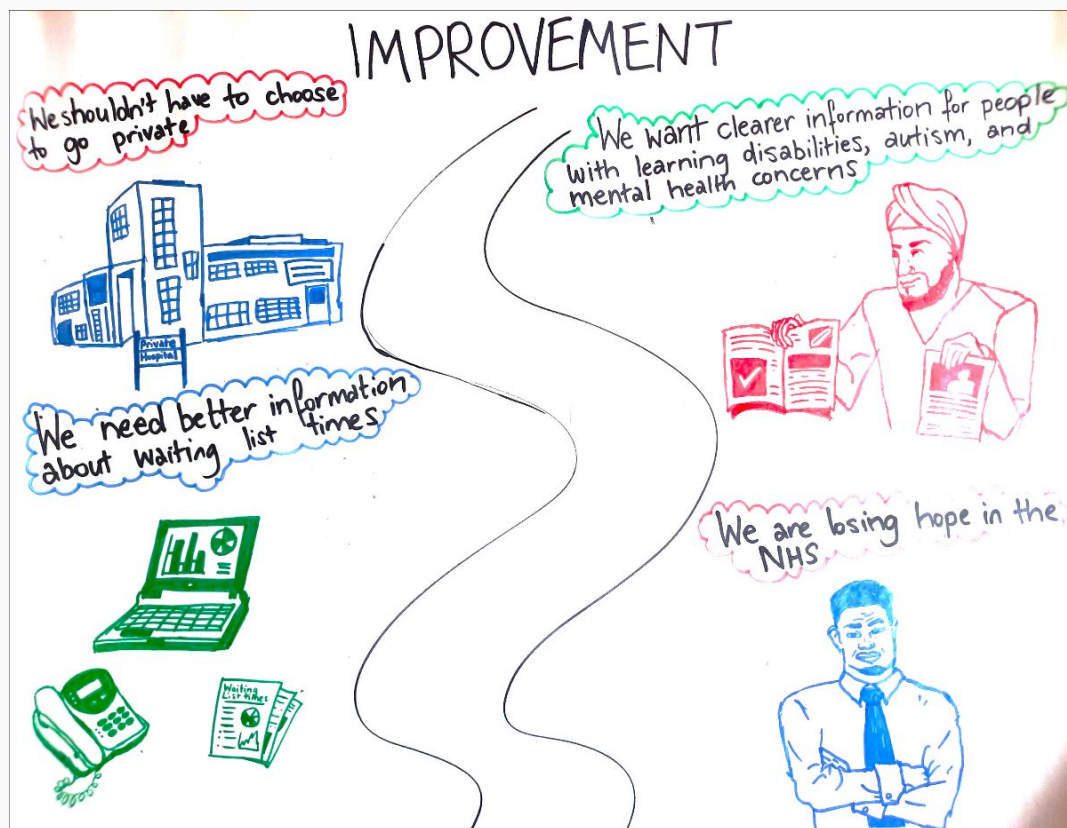 IMPROVEMENT
We shouldn't have to choose
to go private
Private
Hospital
We need better information
about waiting list times
Waiting
List times
We want clearer information for people
with learning disabilities, autism, and
mental health concerns
We are losing hope in the
NHS